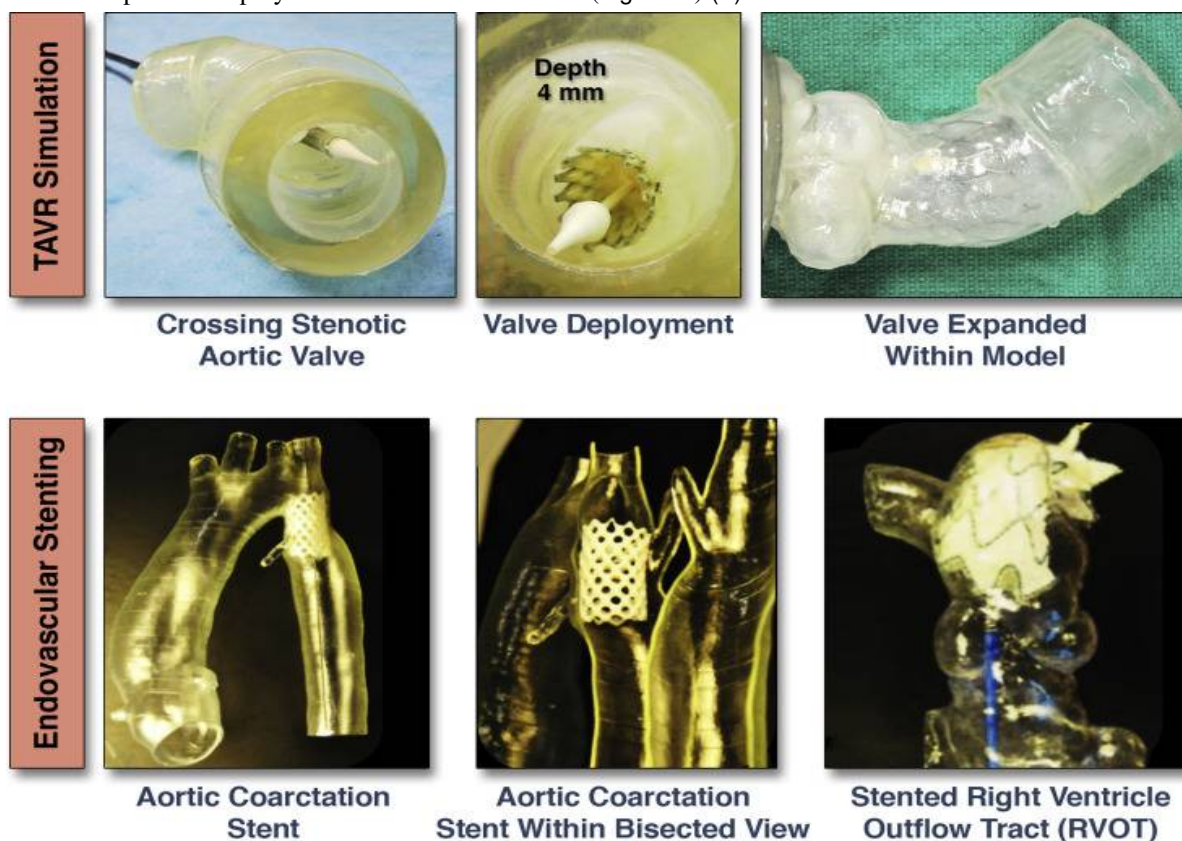 TAVR Simulation
Depth
4 mm
Crossing Stenotic
Aortic Valve
Valve Deployment
Valve Expanded
Within Model
Endovascular Stenting
Aortic Coarctation
Stent
Aortic Coarctation
Stent Within Bisected View
Stented Right Ventricle
Outflow Tract (RVOT)